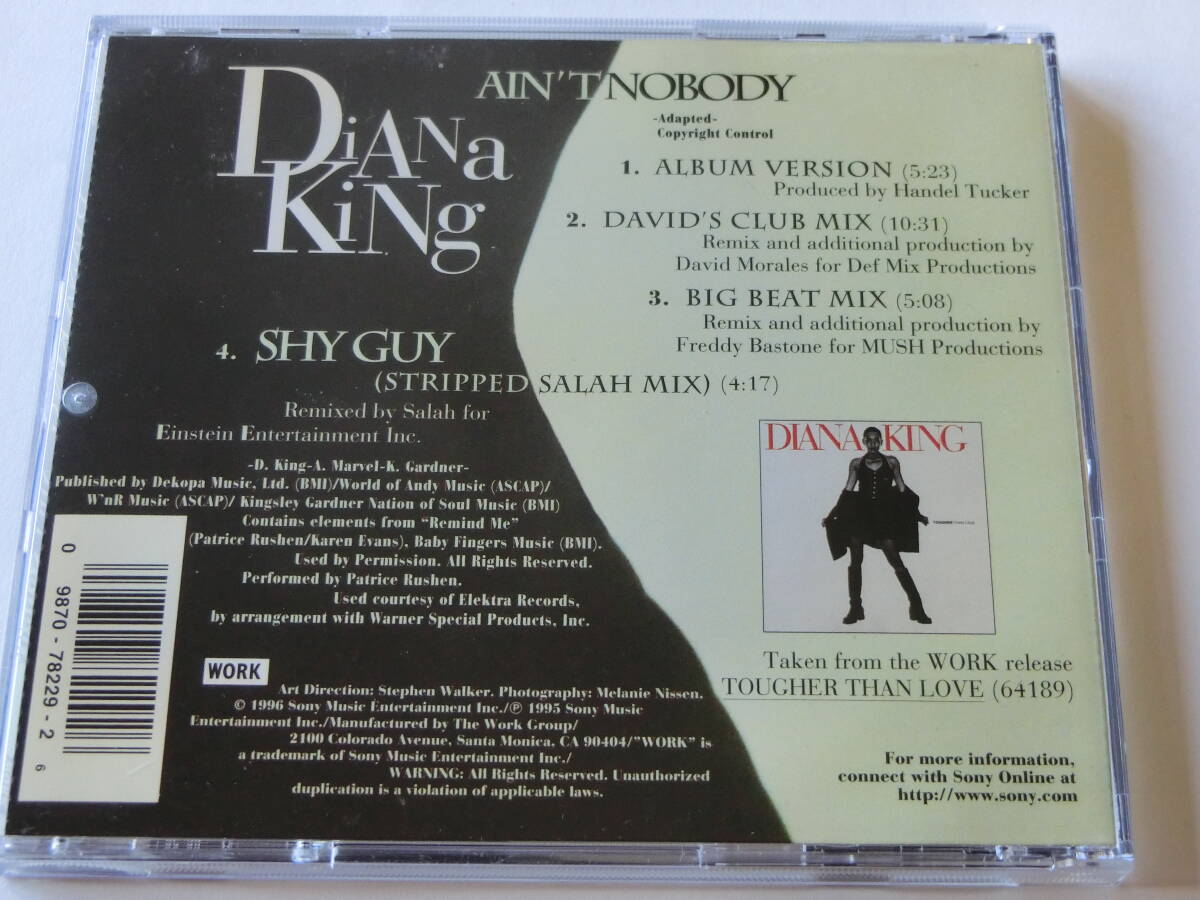 DiANa
KiNg
AIN'T NOBODY
-Adapted-
Copyright Control
1. ALBUM VERSION (5:23)
Produced by Handel Tucker
2. DAVID'S CLUB MIX (10:31)
Remix and additional production by
David Morales for Def Mix Productions
3. BIG BEAT MIX (5:08)
Remix and additional production by
Freddy Bastone for MUSH Productions
4. SHY GUY
(STRIPPED SALAH MIX) (4:17)
Remixed by Salah for
Einstein Entertainment Inc.
-D. King-A. Marvel-K. Gardner-
Published by Dekopa Music, Ltd. (BMI)/World of Andy Music (ASCAP)/
W'nR Music (ASCAP)/ Kingsley Gardner Nation of Soul Music (BMI)
Contains elements from "Remind Me"
(Patrice Rushen/Karen Evans), Baby Fingers Music (BMI).
Used by Permission. All Rights Reserved.
Performed by Patrice Rushen.
Used courtesy of Elektra Records,
by arrangement with Warner Special Products, Inc.
0 9870-78229-2 6
WORK
Art Direction: Stephen Walker. Photography: Melanie Nissen.
© 1996 Sony Music Entertainment Inc./℗ 1995 Sony Music
Entertainment Inc./Manufactured by The Work Group/
2100 Colorado Avenue, Santa Monica, CA 90404/"WORK" is
a trademark of Sony Music Entertainment Inc./
WARNING: All Rights Reserved. Unauthorized
duplication is a violation of applicable laws.
DIANA KING
TOUGHER THAN LOVE
Taken from the WORK release
TOUGHER THAN LOVE (64189)
For more information,
connect with Sony Online at
http://www.sony.com